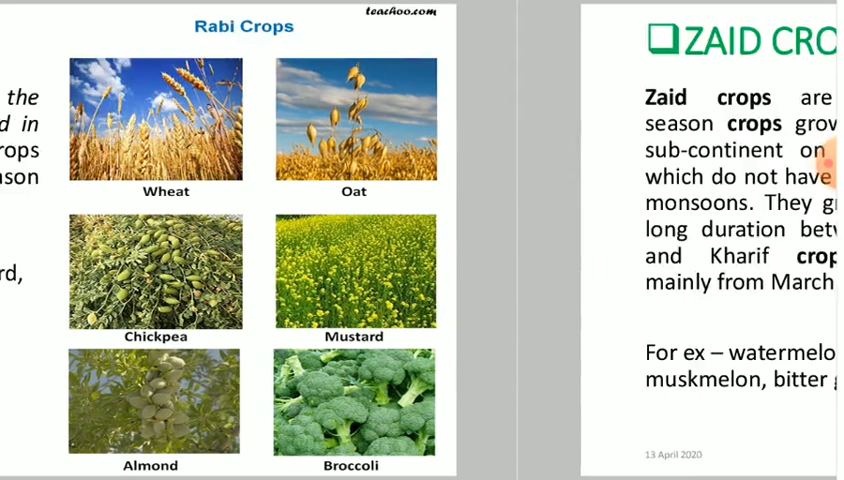 teachoo.com
Rabi Crops
the
d in
rops
ason
rd,
Wheat
Oat
Chickpea
Mustard
Almond
Broccoli
❑ZAID CRO
Zaid crops are
season crops grow
sub-continent on
which do not have
monsoons. They g
long duration bet
and Kharif crop
mainly from March
For ex – watermelo
muskmelon, bitter g
13 April 2020